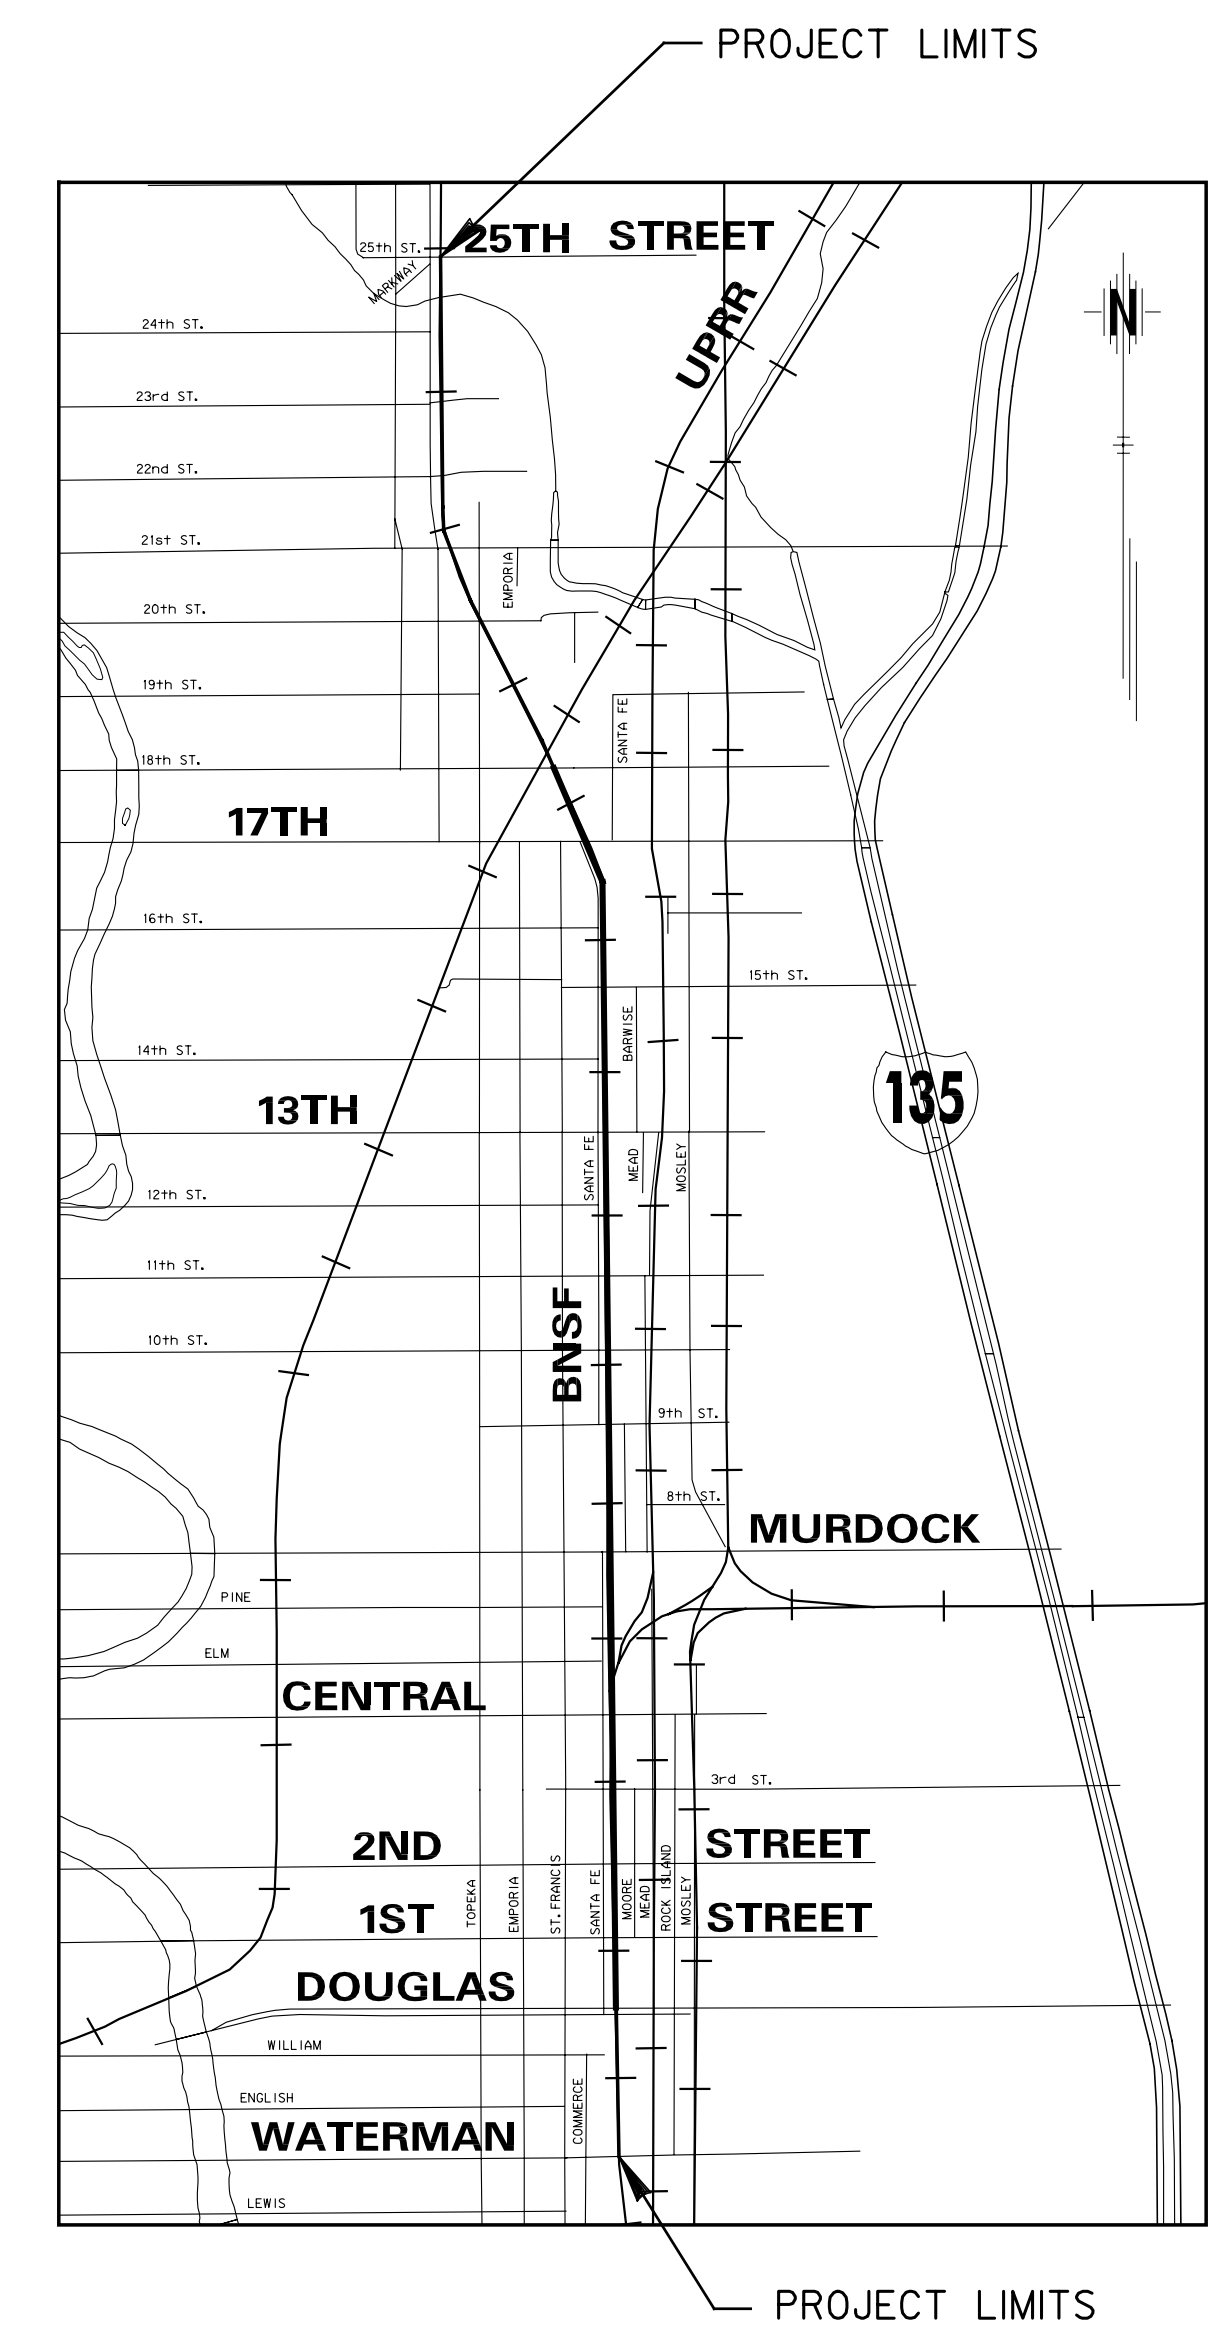 PROJECT LIMITS
25th ST.
25TH STREET
MARKWAY
UPRR
N
24th ST.
23rd ST.
22nd ST.
21st ST.
EMPORIA
20th ST.
19th ST.
SANTA FE
18th ST.
17TH
16th ST.
15th ST.
BARWISE
14th ST.
135
13TH
SANTA FE
MEAD
MOSLEY
12th ST.
11th ST.
BNSF
10th ST.
9th ST.
8th ST.
MURDOCK
PINE
ELM
CENTRAL
3rd ST.
2ND STREET
TOPEKA
EMPORIA
ST. FRANCIS
SANTA FE
MOORE
MEAD
ROCK ISLAND
MOSLEY
1ST STREET
DOUGLAS
WILLIAM
COMMERCE
ENGLISH
WATERMAN
LEWIS
PROJECT LIMITS